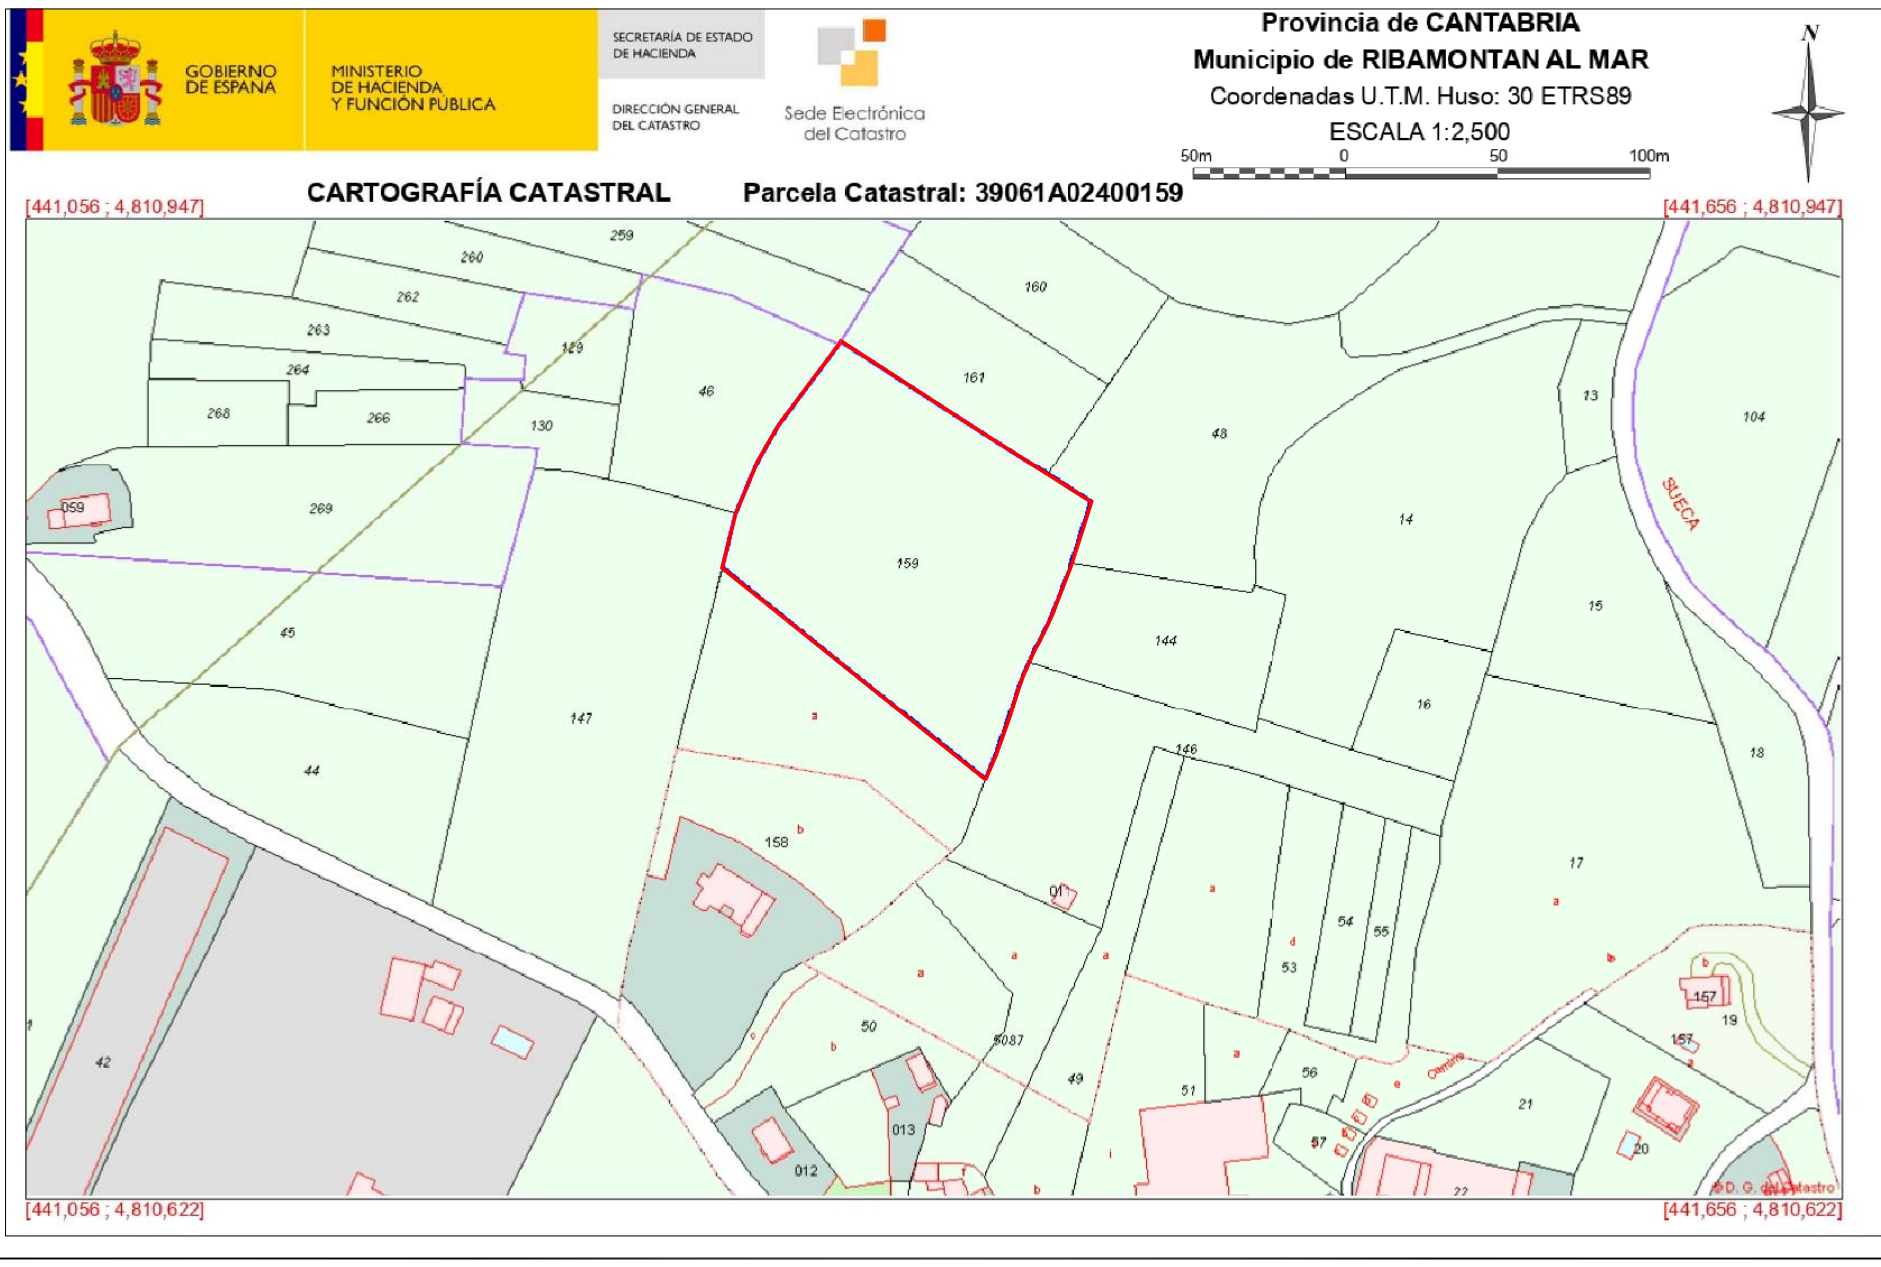 GOBIERNO
DE ESPAÑA
MINISTERIO
DE HACIENDA
Y FUNCIÓN PÚBLICA
SECRETARÍA DE ESTADO
DE HACIENDA
DIRECCIÓN GENERAL
DEL CATASTRO
Sede Electrónica
del Catastro
Provincia de CANTABRIA
Municipio de RIBAMONTAN AL MAR
Coordenadas U.T.M. Huso: 30 ETRS89
ESCALA 1:2,500
50m 0 50 100m
N
CARTOGRAFÍA CATASTRAL Parcela Catastral: 39061A02400159
[441,056 ; 4,810,947] [441,656 ; 4,810,947]
259
260
262
160
263
129
264
161
46
13
268
266
130
104
48
059
269
SUECA
14
159
45
15
144
147
a
16
146
18
44
158
b
17
011
a
a
54
55
d
53
a
a
a
b
157
19
42
50
b
c
5087
157
a
49
a
51
56
e
Camino
21
013
57
20
012
i
b
22
© D. G. del Catastro
[441,056 ; 4,810,622] [441,656 ; 4,810,622]